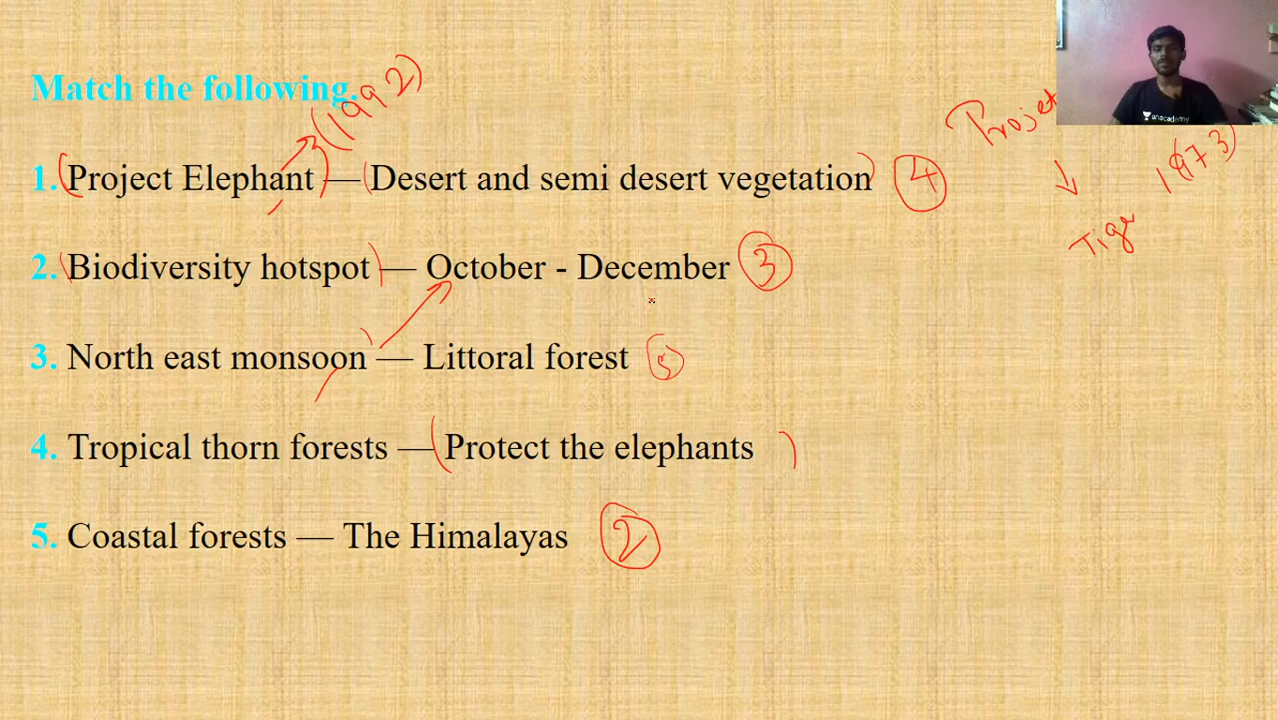 Match the following.
(1992)
1. (Project Elephant) — (Desert and semi desert vegetation) 4
Projet
1973)
Tiger
2. (Biodiversity hotspot) — October - December 3
3. North east monsoon) — Littoral forest 5
4. Tropical thorn forests — (Protect the elephants )
5. Coastal forests — The Himalayas 2
unacademy